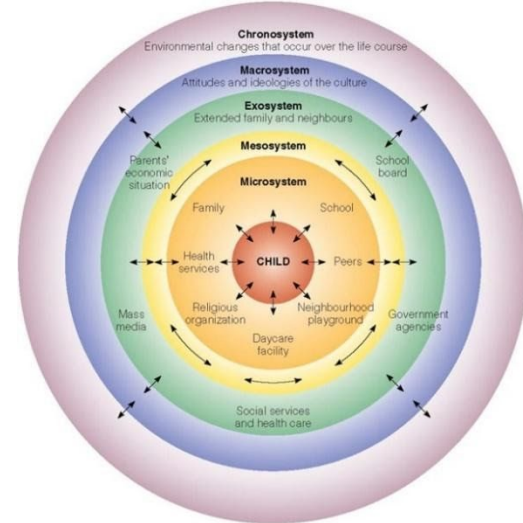 Chronosystem
Environmental changes that occur over the life course
Macrosystem
Attitudes and ideologies of the culture
Exosystem
Extended family and neighbours
Mesosystem
Parents'
economic
situation
School
board
Microsystem
Family
School
Health
services
CHILD
Peers
Religious
organization
Neighbourhood
playground
Mass
media
Government
agencies
Daycare
facility
Social services
and health care